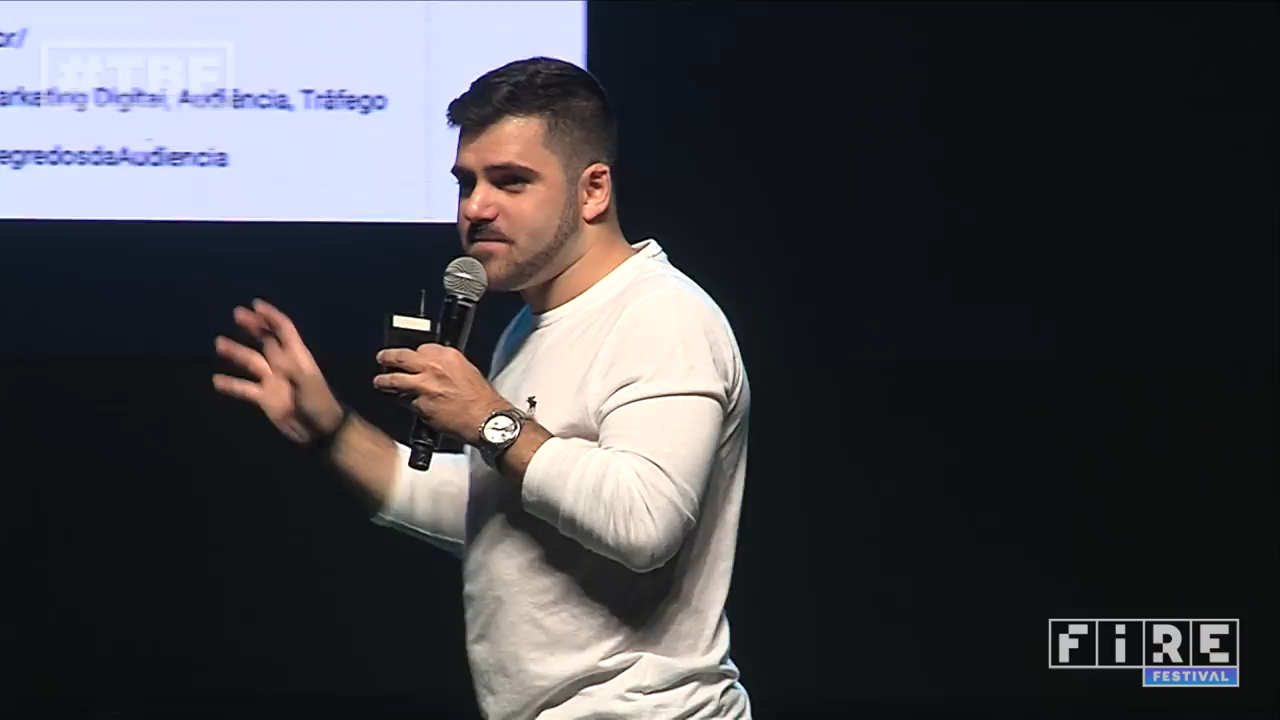 or/
#TBF
arketing Digital, Audiência, Tráfego
egredosdaAudiencia
FIRE
FESTIVAL